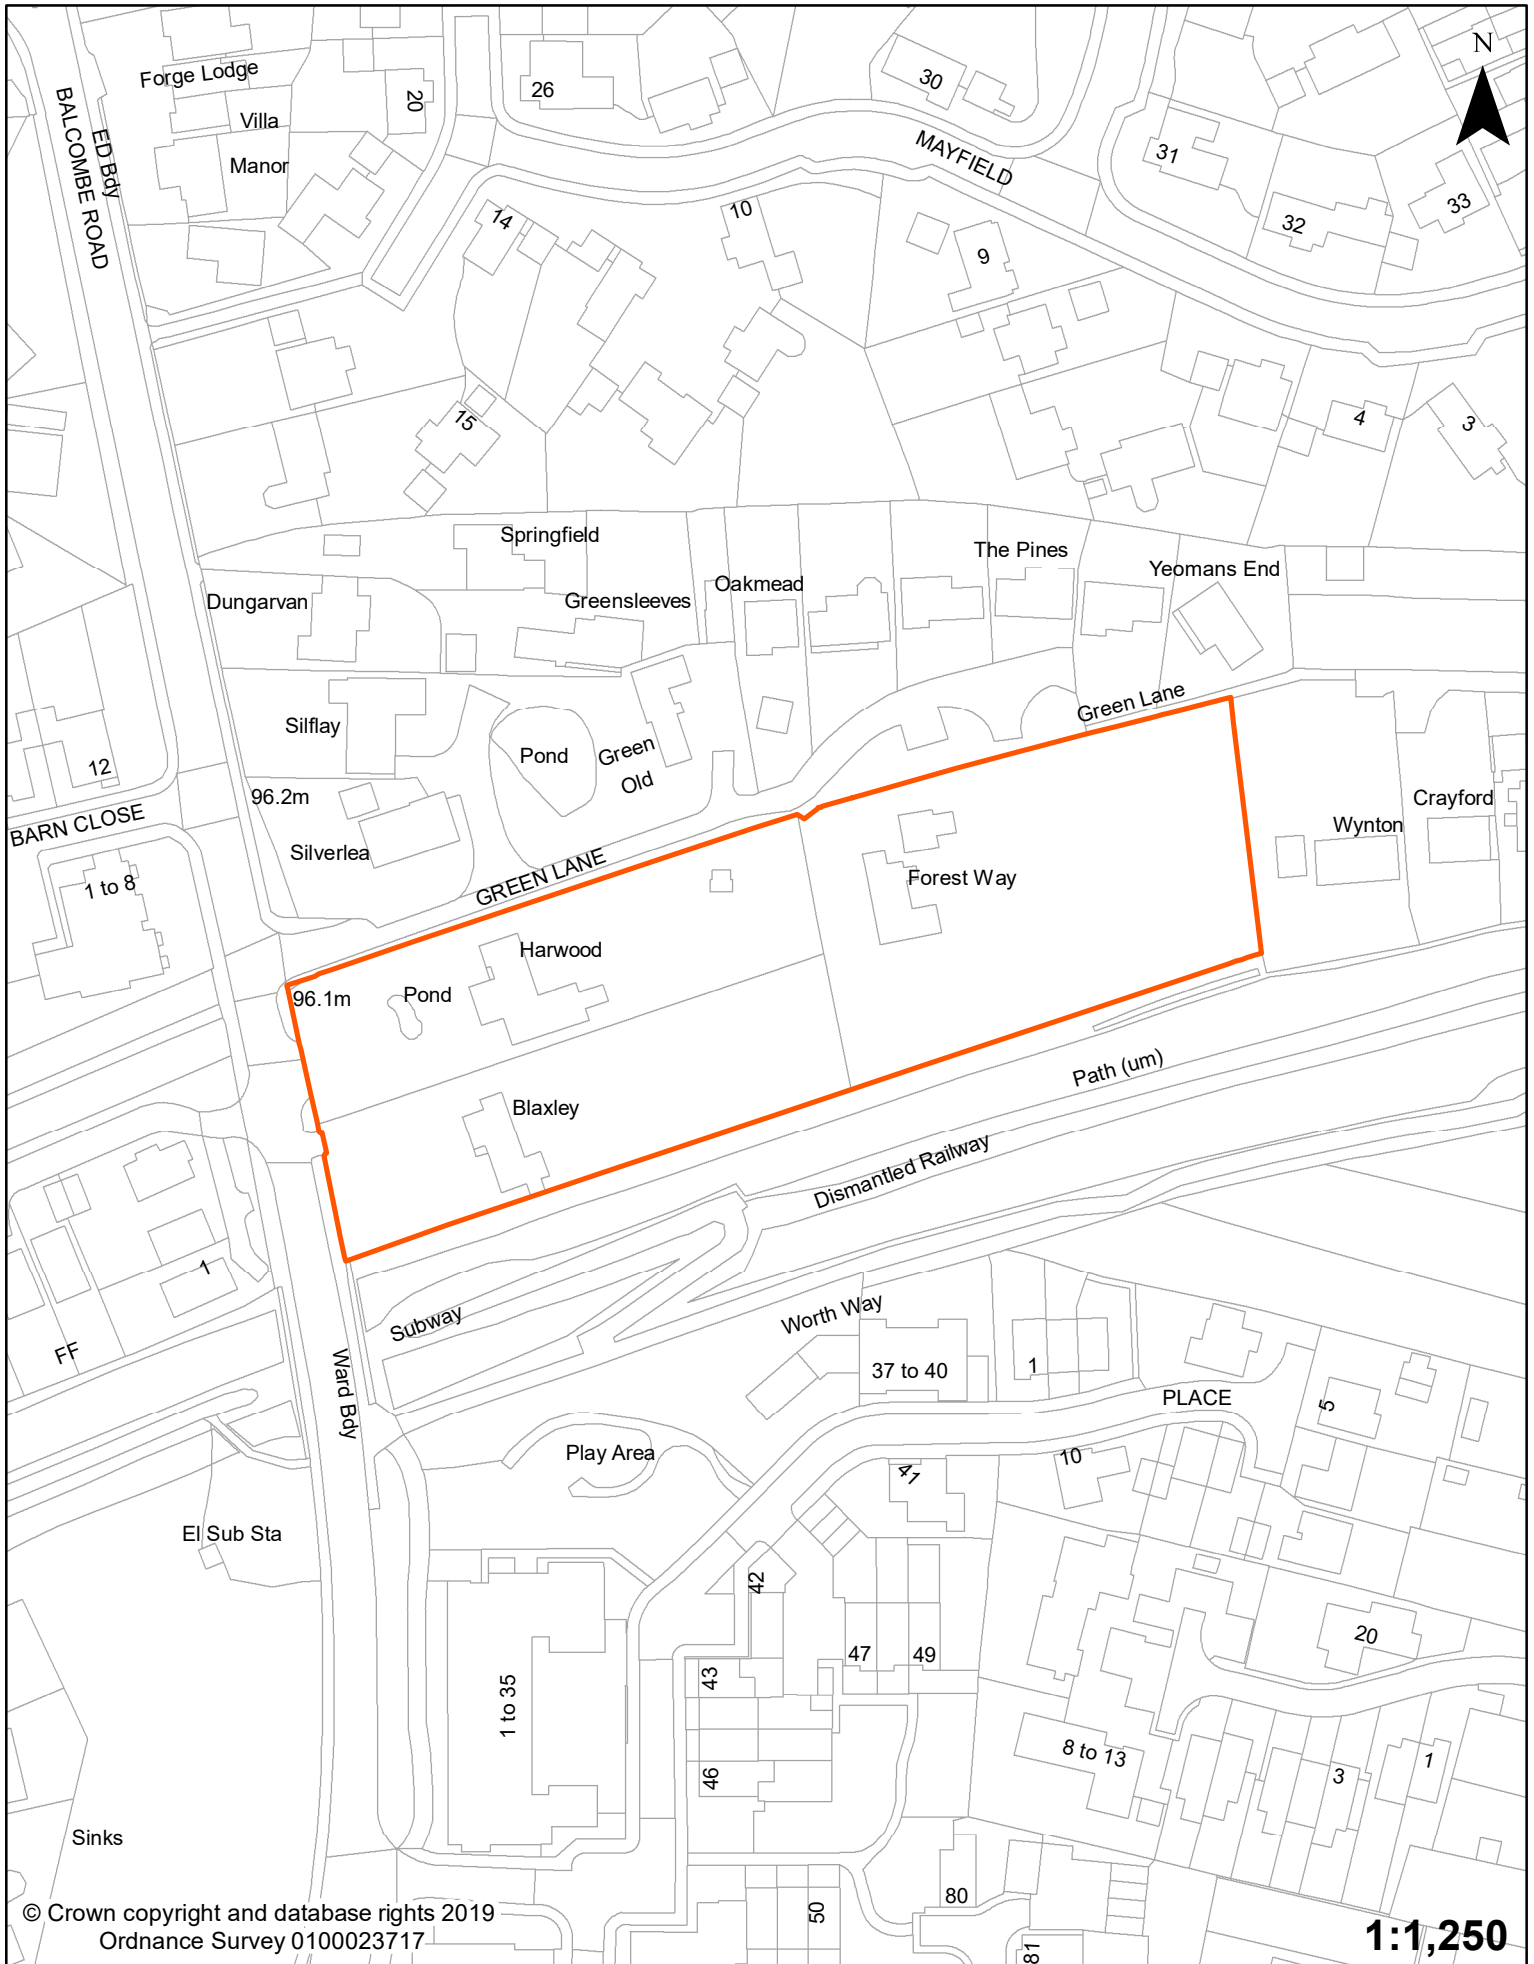 N
Forge Lodge
20
26
30
Villa
BALCOMBE ROAD
ED Bdy
Manor
MAYFIELD
31
32
33
14
10
9
15
4
3
Springfield
The Pines
Yeomans End
Oakmead
Dungarvan
Greensleeves
Green Lane
Silflay
Pond
Green
Old
12
96.2m
BARN CLOSE
Crayford
Wynton
Silverlea
GREEN LANE
1 to 8
Forest Way
Harwood
96.1m
Pond
Path (um)
Blaxley
Dismantled Railway
1
Subway
Worth Way
FF
Ward Bdy
37 to 40
1
PLACE
5
Play Area
10
41
El Sub Sta
42
47
49
20
43
1 to 35
8 to 13
46
3
1
Sinks
80
50
81
© Crown copyright and database rights 2019
Ordnance Survey 0100023717
1:1,250